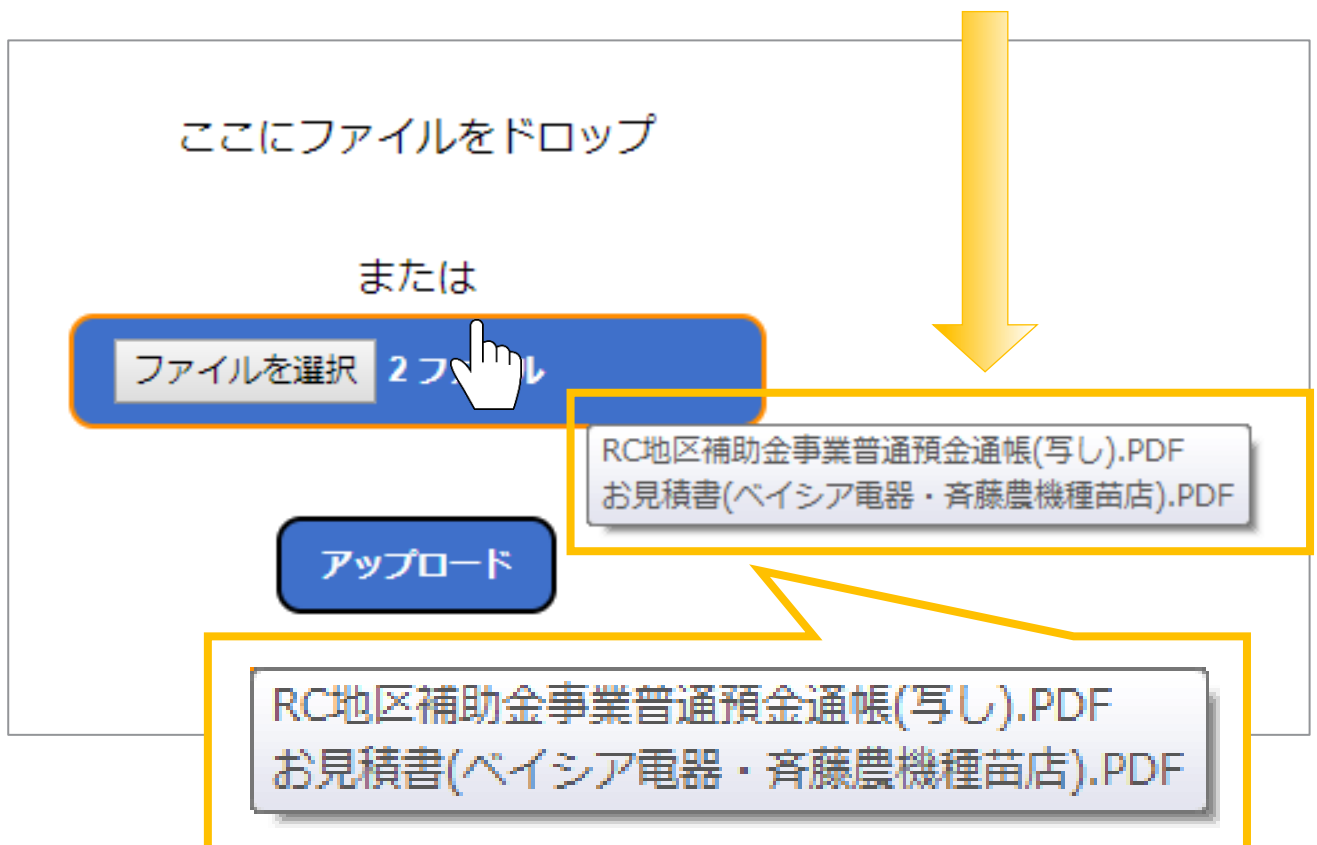 ここにファイルをドロップ
または
ファイルを選択 2 フ ル
RC地区補助金事業普通預金通帳(写し).PDF
お見積書(ベイシア電器・斉藤農機種苗店).PDF
アップロード
RC地区補助金事業普通預金通帳(写し).PDF
お見積書(ベイシア電器・斉藤農機種苗店).PDF